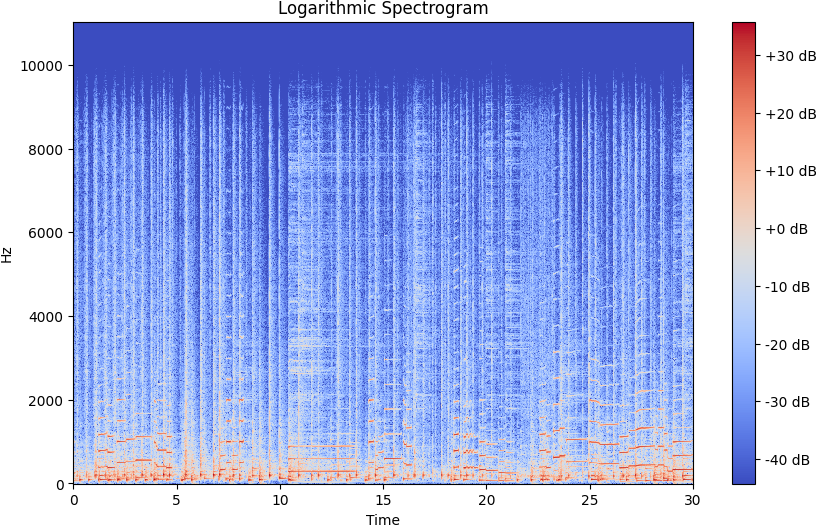 Logarithmic Spectrogram
Hz
10000
8000
6000
4000
2000
0
0 5 10 15 20 25 30
Time
+30 dB
+20 dB
+10 dB
+0 dB
-10 dB
-20 dB
-30 dB
-40 dB